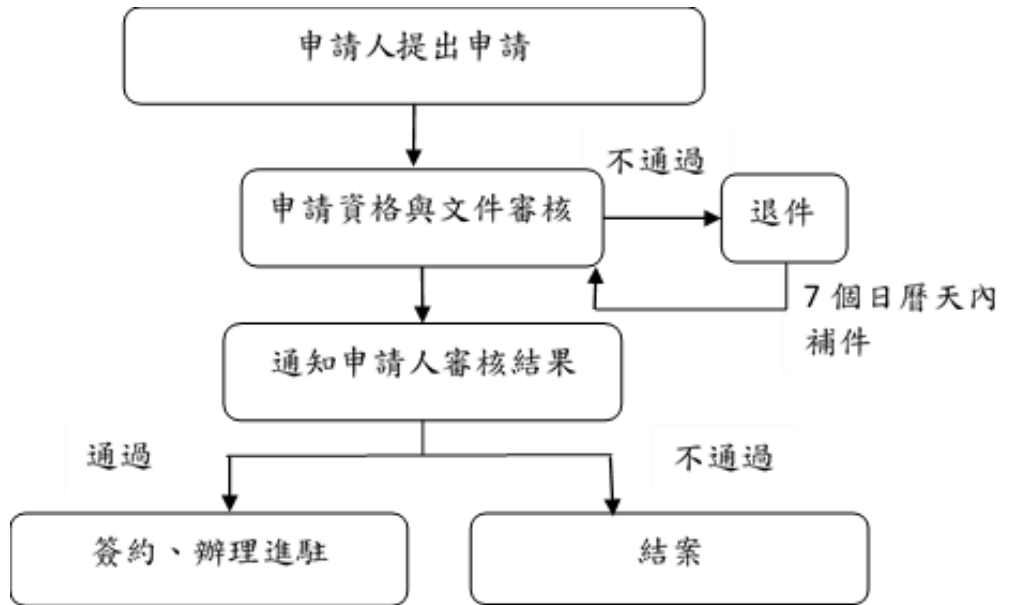 申請人提出申請
不通過
申請資格與文件審核
退件
7 個日曆天內
補件
通知申請人審核結果
通過
不通過
簽約、辦理進駐
結案